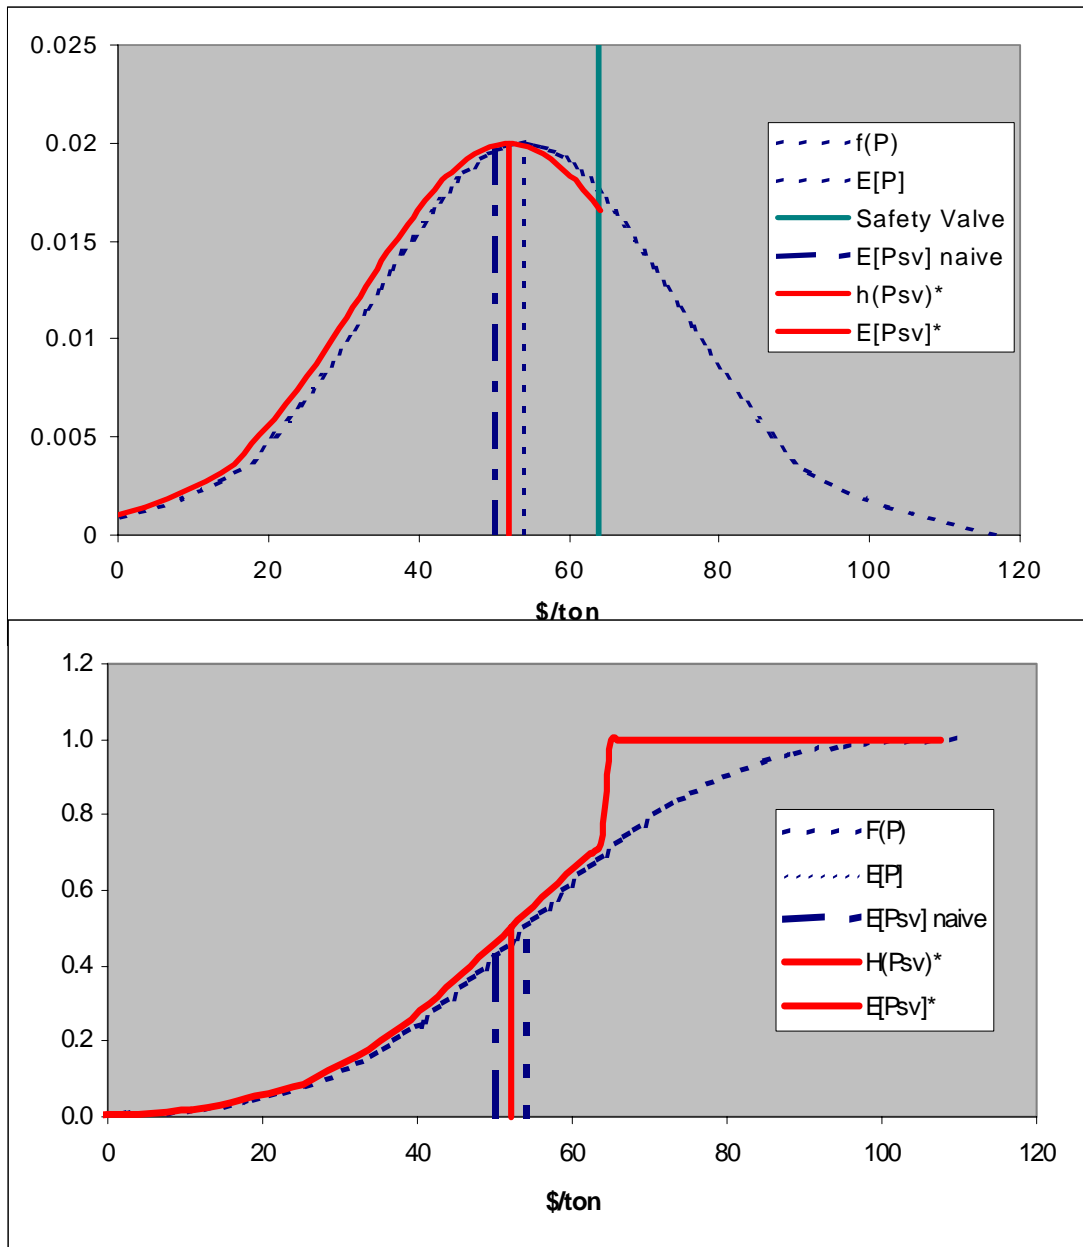 0.025
0.02
0.015
0.01
0.005
0
0 20 40 60 80 100 120
$/ton
f(P)
E[P]
Safety Valve
E[Psv] naive
h(Psv)*
E[Psv]*
1.2
1.0
0.8
0.6
0.4
0.2
0.0
0 20 40 60 80 100 120
$/ton
F(P)
E[P]
E[Psv] naive
H(Psv)*
E[Psv]*